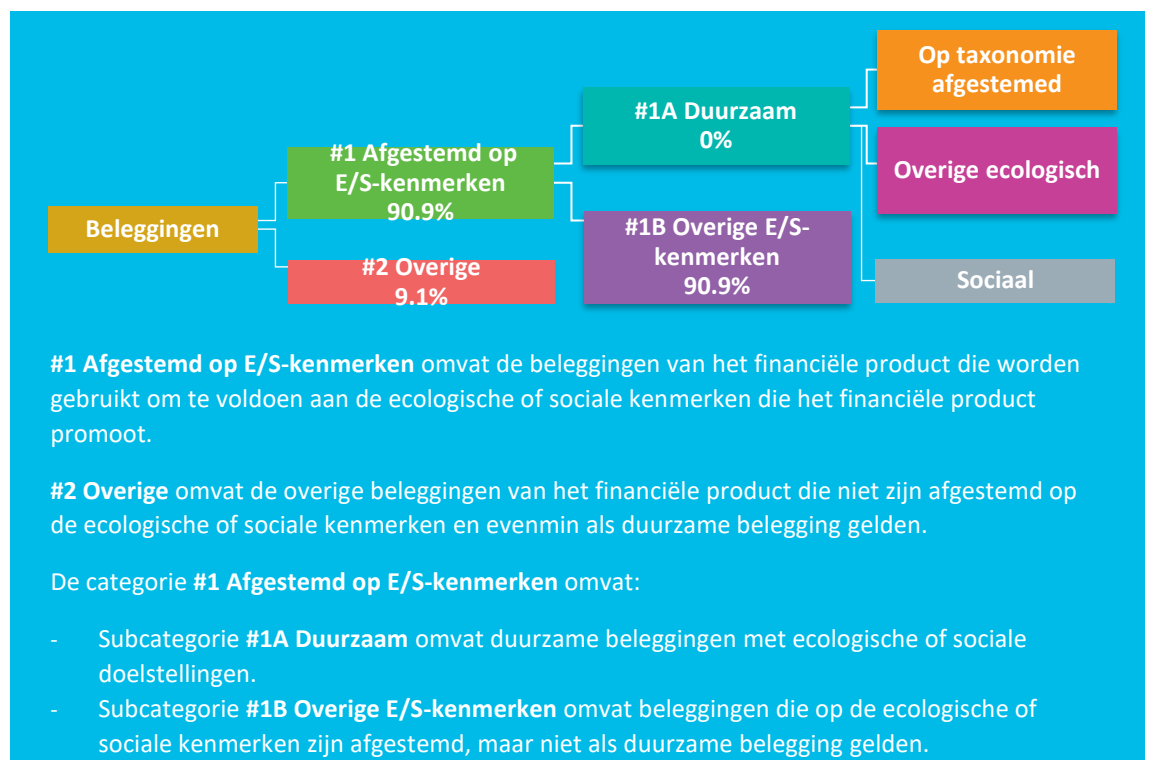 Op taxonomie
afgestemed
#1A Duurzaam
0%
#1 Afgestemd op
E/S-kenmerken
90.9%
Overige ecologisch
Beleggingen
#1B Overige E/S-
kenmerken
90.9%
#2 Overige
9.1%
Sociaal
#1 Afgestemd op E/S-kenmerken omvat de beleggingen van het financiële product die worden
gebruikt om te voldoen aan de ecologische of sociale kenmerken die het financiële product
promoot.
#2 Overige omvat de overige beleggingen van het financiële product die niet zijn afgestemd op
de ecologische of sociale kenmerken en evenmin als duurzame belegging gelden.
De categorie #1 Afgestemd op E/S-kenmerken omvat:
- Subcategorie #1A Duurzaam omvat duurzame beleggingen met ecologische of sociale
doelstellingen.
- Subcategorie #1B Overige E/S-kenmerken omvat beleggingen die op de ecologische of
sociale kenmerken zijn afgestemd, maar niet als duurzame belegging gelden.